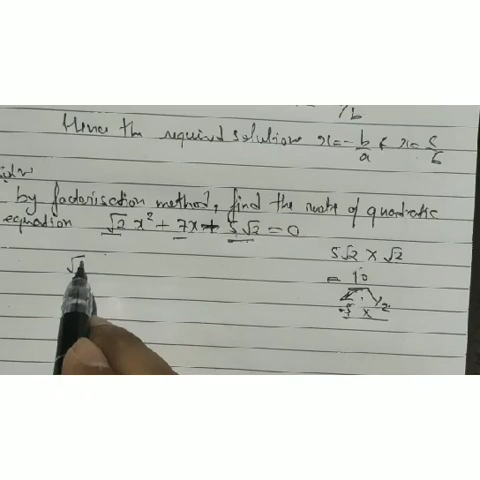 Hence the required solutions x = -b/a & x = c/b
by factorisation method, find the roots of quadratic
equation √2 x² + 7x + 5√2 = 0
5√2 × √2
= 10
5 × 2
√